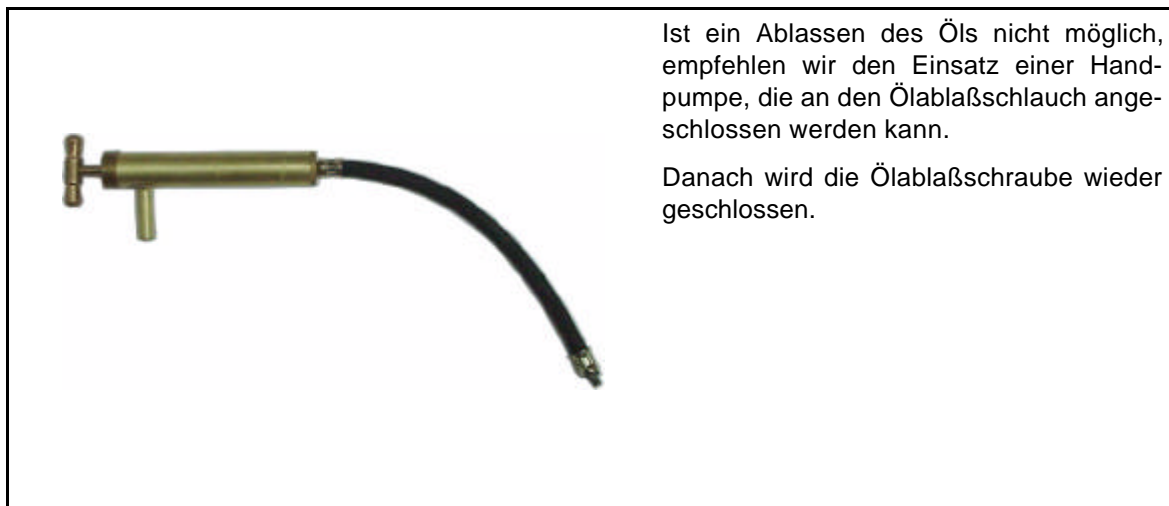 Ist ein Ablassen des Öls nicht möglich,
empfehlen wir den Einsatz einer Hand-
pumpe, die an den Ölablaßschlauch ange-
schlossen werden kann.
Danach wird die Ölablaßschraube wieder
geschlossen.